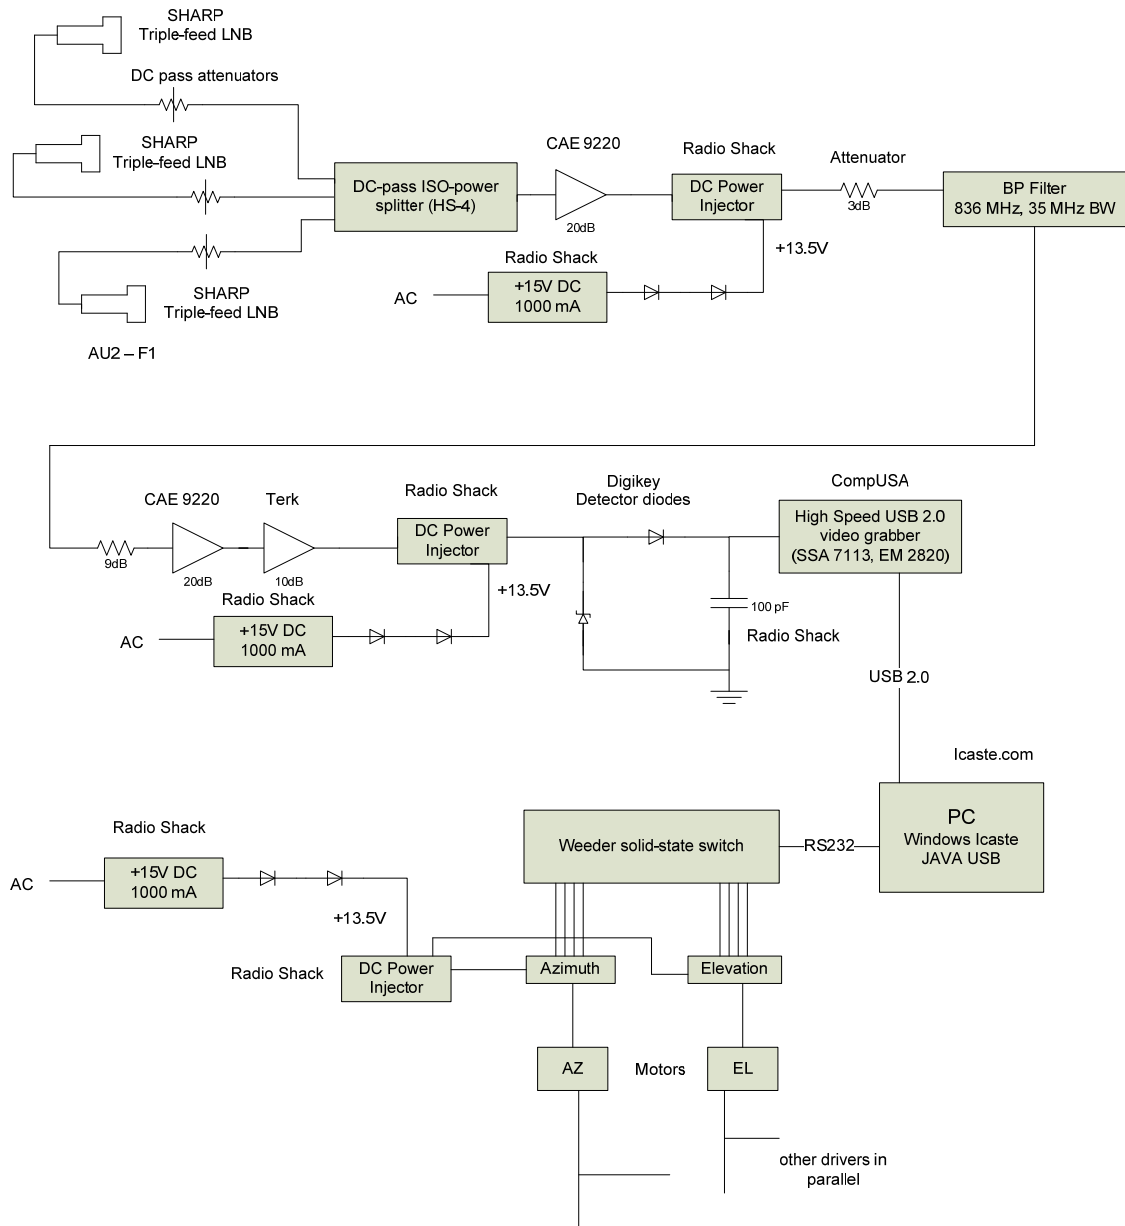 SHARP
Triple-feed LNB
DC pass attenuators
SHARP
Triple-feed LNB
SHARP
Triple-feed LNB
AU2 – F1
DC-pass ISO-power
splitter (HS-4)
CAE 9220
20dB
Radio Shack
DC Power
Injector
Attenuator
3dB
BP Filter
836 MHz, 35 MHz BW
+13.5V
Radio Shack
AC
+15V DC
1000 mA
9dB
CAE 9220
20dB
Terk
10dB
Radio Shack
DC Power
Injector
+13.5V
Radio Shack
AC
+15V DC
1000 mA
Digikey
Detector diodes
100 pF
Radio Shack
CompUSA
High Speed USB 2.0
video grabber
(SSA 7113, EM 2820)
USB 2.0
Icaste.com
PC
Windows Icaste
JAVA USB
RS232
Weeder solid-state switch
Radio Shack
AC
+15V DC
1000 mA
+13.5V
Radio Shack
DC Power
Injector
Azimuth
Elevation
AZ
Motors
EL
other drivers in
parallel